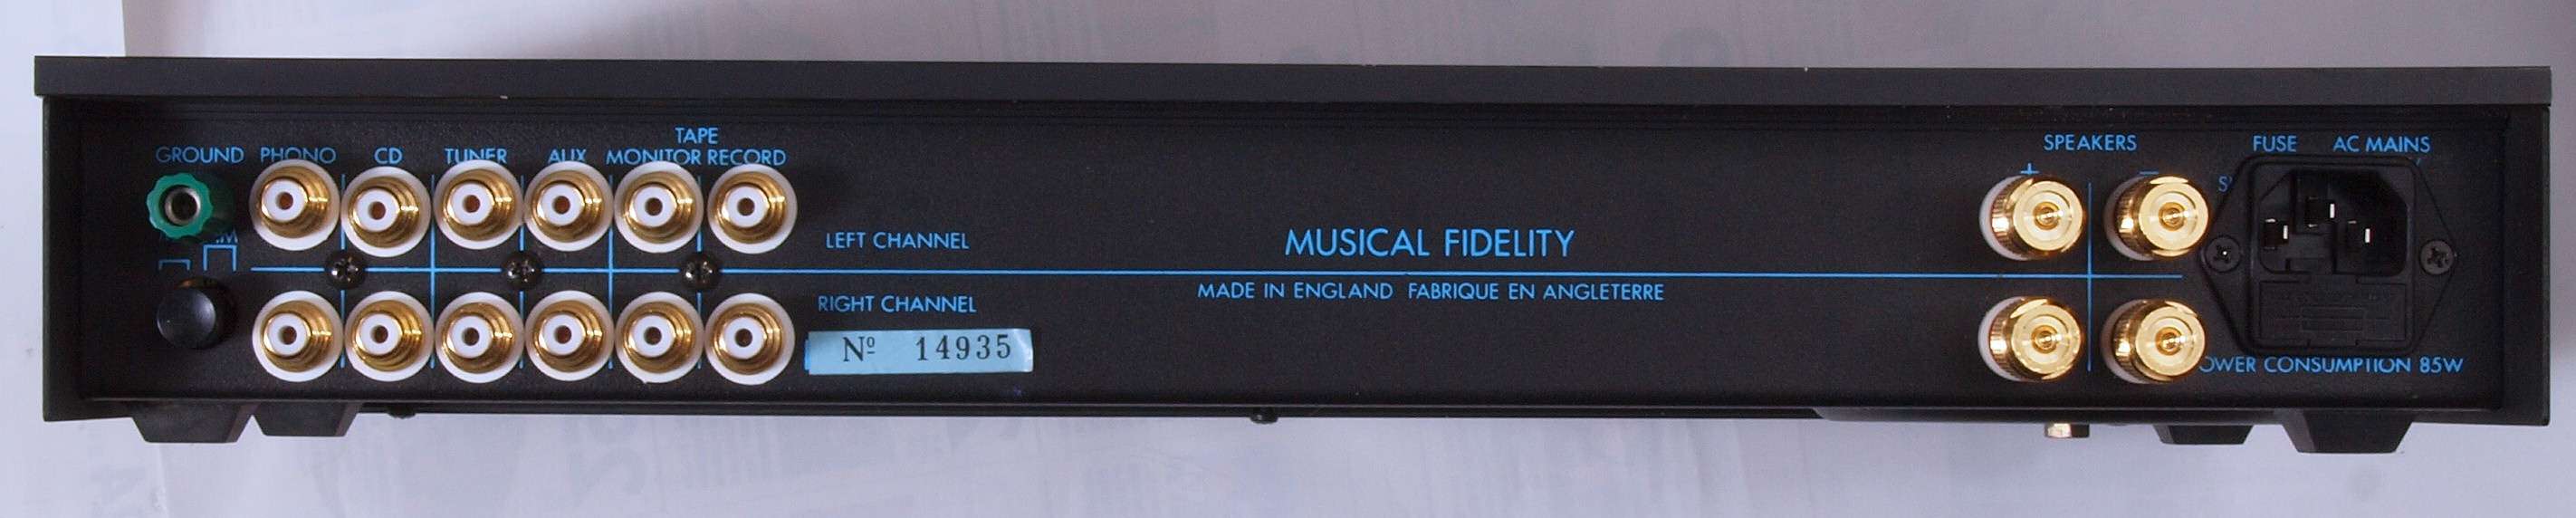 TAPE
GROUND PHONO CD TUNER AUX MONITOR RECORD
SPEAKERS FUSE AC MAINS
+ −
LEFT CHANNEL
MUSICAL FIDELITY
RIGHT CHANNEL
MADE IN ENGLAND FABRIQUE EN ANGLETERRE
Nº 14935
CONSUMPTION 85W